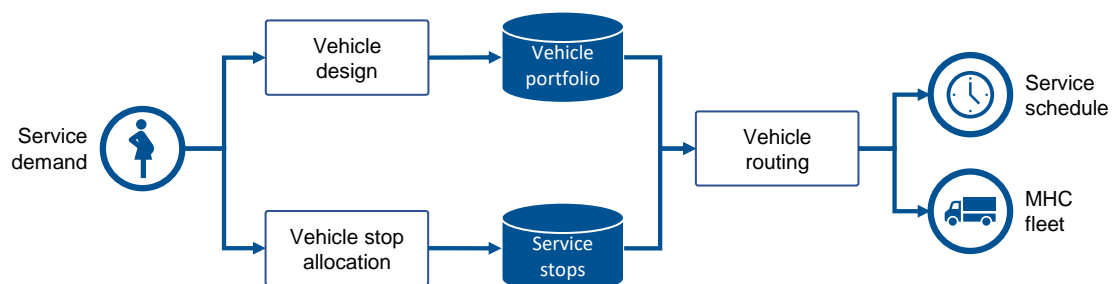 Service
demand
Vehicle
design
Vehicle
portfolio
Vehicle stop
allocation
Service
stops
Vehicle
routing
Service
schedule
MHC
fleet